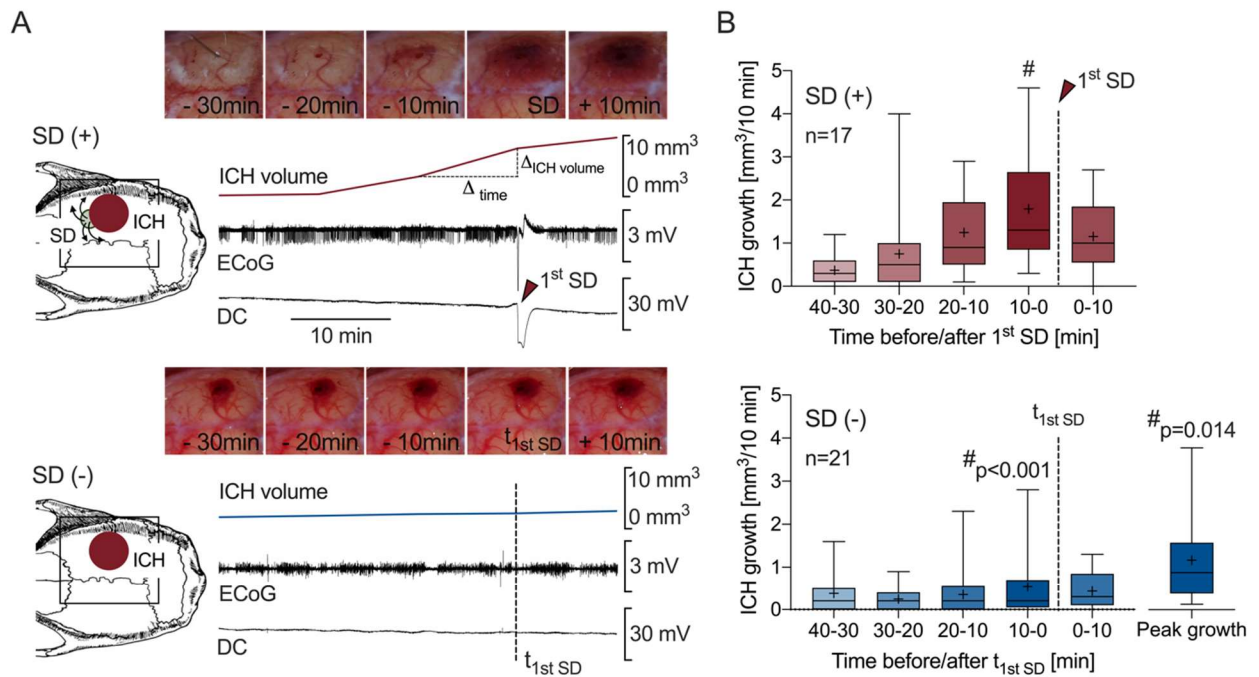 A
- 30min - 20min - 10min SD + 10min
SD (+)
ICH
SD
ICH volume
Δ time
Δ ICH volume
10 mm³
0 mm³
ECoG
3 mV
1st SD
DC
30 mV
10 min
- 30min - 20min - 10min t1st SD + 10min
SD (-)
ICH
ICH volume
10 mm³
0 mm³
ECoG
3 mV
DC
30 mV
t1st SD
B
ICH growth [mm³/10 min]
5
4
3
2
1
0
SD (+)
n=17
#
1st SD
40-30 30-20 20-10 10-0 0-10
Time before/after 1st SD [min]
ICH growth [mm³/10 min]
5
4
3
2
1
0
SD (-)
n=21
# p<0.001
t1st SD
# p=0.014
40-30 30-20 20-10 10-0 0-10 Peak growth
Time before/after t1st SD [min]